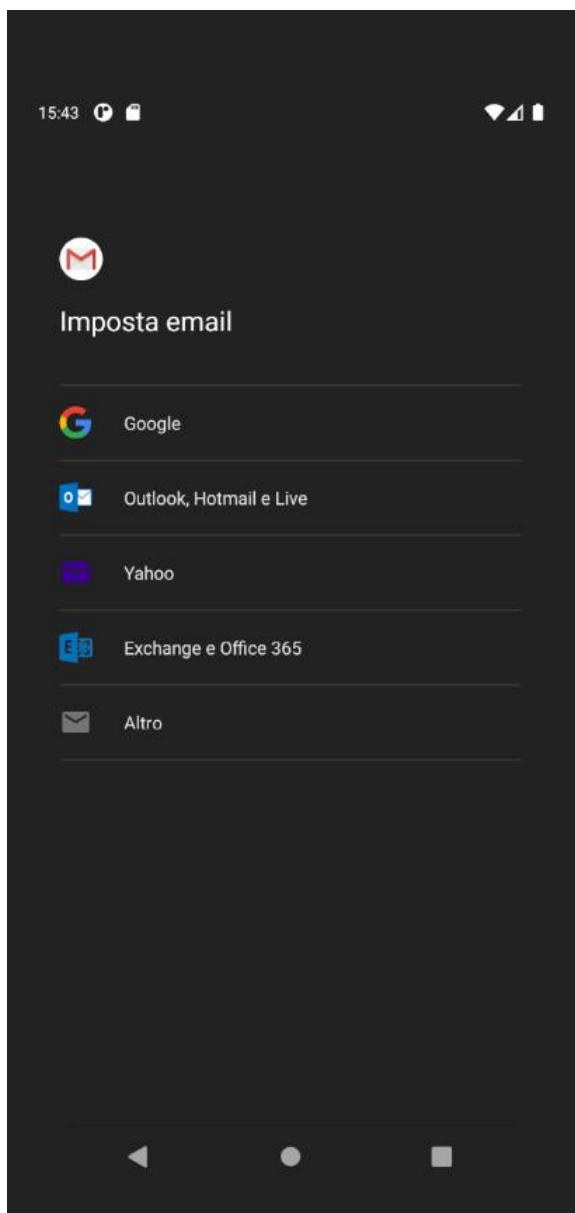 15:43
Imposta email
Google
Outlook, Hotmail e Live
Yahoo
Exchange e Office 365
Altro